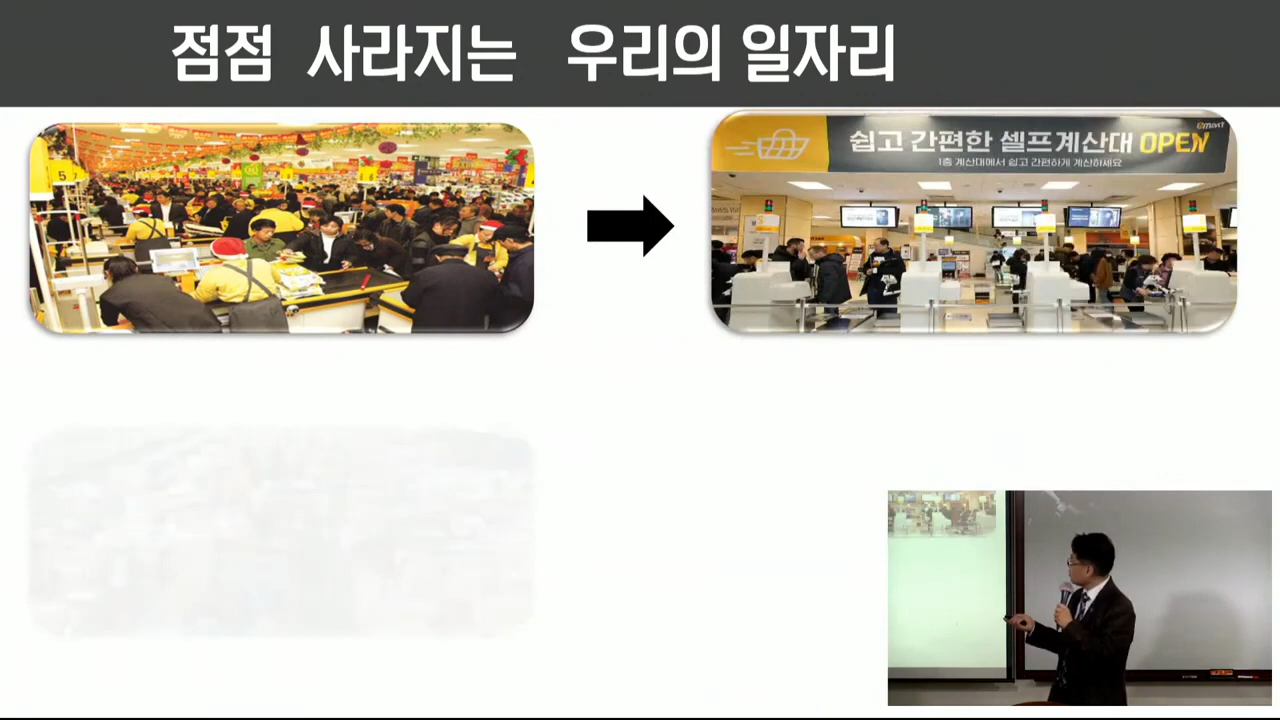 점점 사라지는 우리의 일자리
5
쉽고 간편한 셀프계산대 OPEN
1층 계산대에서 쉽고 간편하게 계산하세요
emart